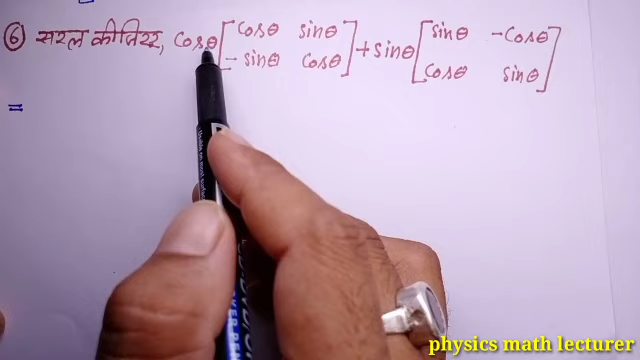 ⑥ सरल कीजिए, Cosθ [ Cosθ sinθ ] + sinθ [ sinθ -Cosθ ]
[ - sinθ Cosθ ] [ Cosθ sinθ ]
=
physics math lecturer